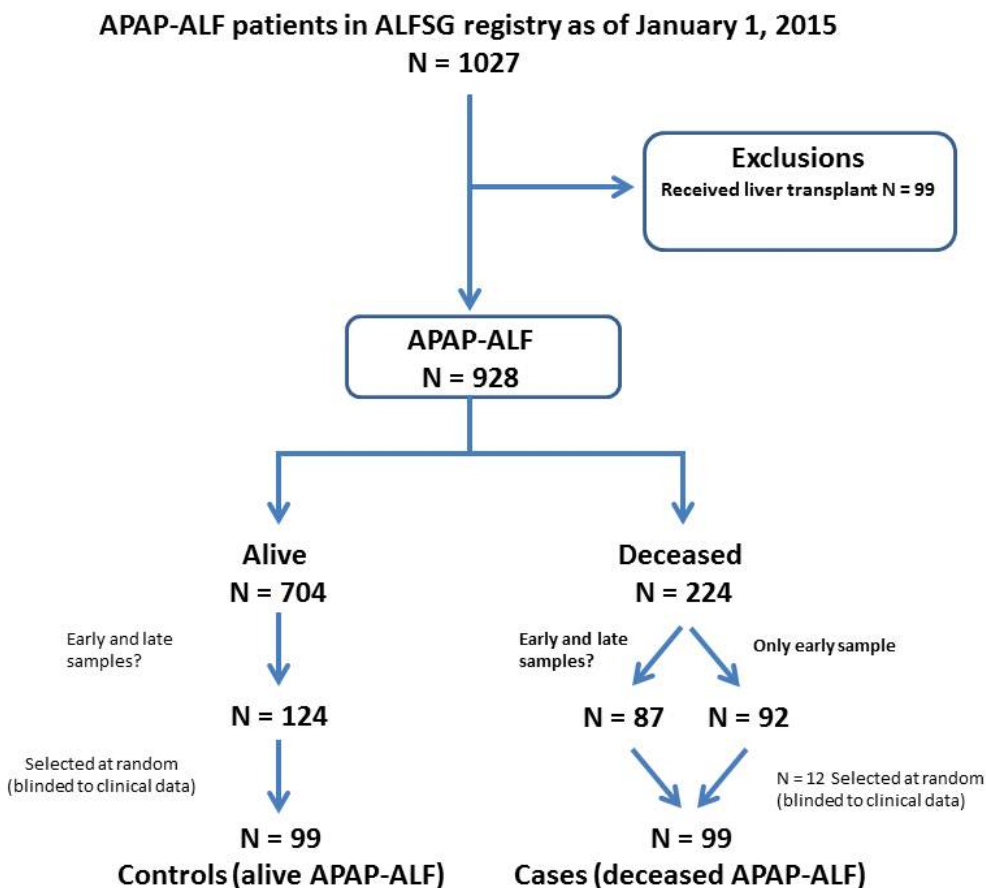 APAP-ALF patients in ALFSG registry as of January 1, 2015
N = 1027
Exclusions
Received liver transplant N = 99
APAP-ALF
N = 928
Alive
N = 704
Deceased
N = 224
Early and late
samples?
Early and late
samples?
Only early sample
N = 124
N = 87
N = 92
Selected at random
(blinded to clinical data)
N = 12 Selected at random
(blinded to clinical data)
N = 99
Controls (alive APAP-ALF)
N = 99
Cases (deceased APAP-ALF)